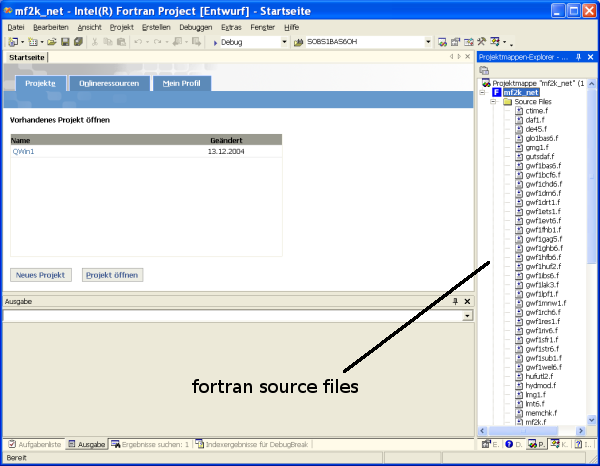 mf2k_net - Intel(R) Fortran Project [Entwurf] - Startseite
Datei Bearbeiten Ansicht Projekt Erstellen Debuggen Extras Fenster Hilfe
Debug SOBS1BAS6OH
Startseite
Projekte Onlineressourcen Mein Profil
Vorhandenes Projekt öffnen
Name Geändert
QWin1 13.12.2004
Neues Projekt Projekt öffnen
Ausgabe
fortran source files
Aufgabenliste Ausgabe Ergebnisse suchen: 1 Indexergebnisse für DebugBreak
Bereit
Projektmappen-Explorer - ...
Projektmappe "mf2k_net" (1
mf2k_net
Source Files
ctime.f
daf1.f
de45.f
glo1bas6.f
gmg1.f
gutsdaf.f
gwf1bas6.f
gwf1bcf6.f
gwf1chd6.f
gwf1drn6.f
gwf1drt1.f
gwf1ets1.f
gwf1evt6.f
gwf1fhb1.f
gwf1gag5.f
gwf1ghb6.f
gwf1hfb6.f
gwf1huf2.f
gwf1ibs6.f
gwf1lak3.f
gwf1lpf1.f
gwf1mnw1.f
gwf1rch6.f
gwf1res1.f
gwf1riv6.f
gwf1sfr1.f
gwf1str6.f
gwf1sub1.f
gwf1wel6.f
hufutl2.f
hydmod.f
lmg1.f
lmt6.f
memchk.f
mf2k.f
E. D. P.. K. I..